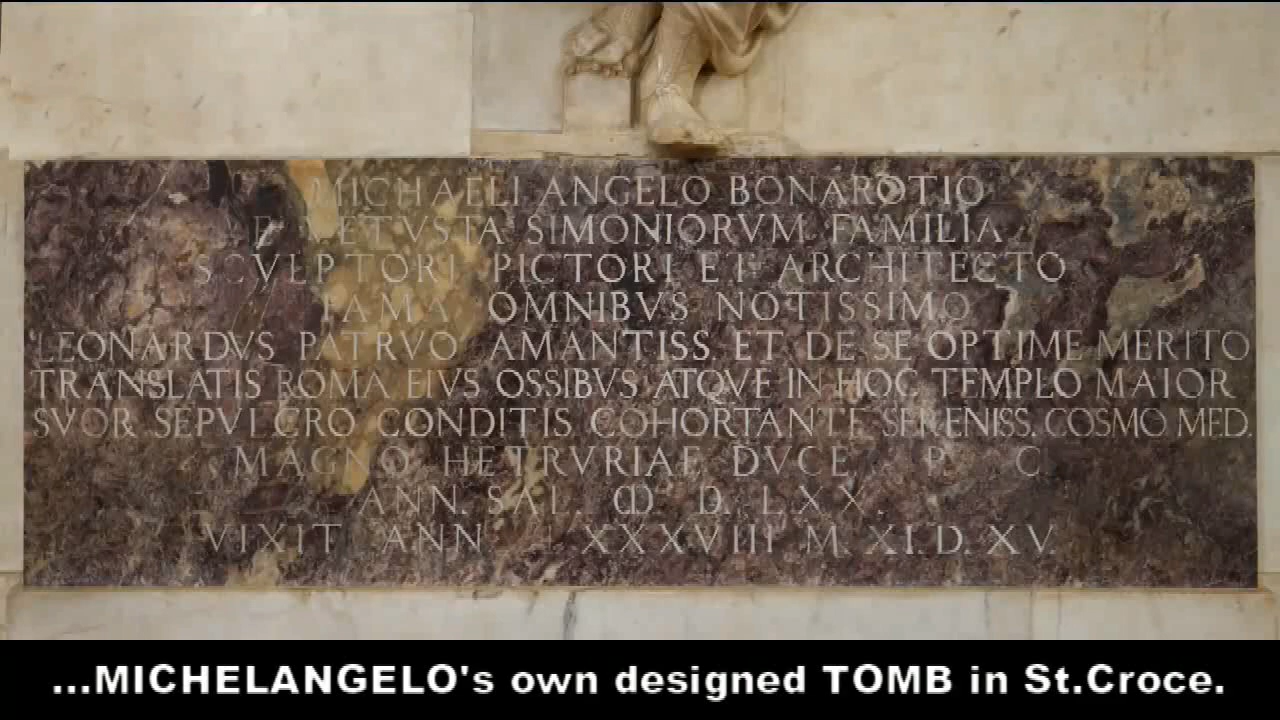 MICHAELI ANGELO BONAROTIO
E VETVSTA SIMONIORVM FAMILIA
SCVLPTORI PICTORI ET ARCHITECTO
FAMA OMNIBVS NOTISSIMO
LEONARDVS PATRVO AMANTISS. ET DE SE OPTIME MERITO
TRANSLATIS ROMA EIVS OSSIBVS ATQVE IN HOC TEMPLO MAIOR
SVOR SEPVLCRO CONDITIS COHORTANTE SERENISS. COSMO MED.
MAGNO HETRVRIAE DVCE P. C.
ANN. SAL. CIↃ. D. LXX.
VIXIT ANN. LXXXVIII M. XI. D. XV.
...MICHELANGELO's own designed TOMB in St.Croce.